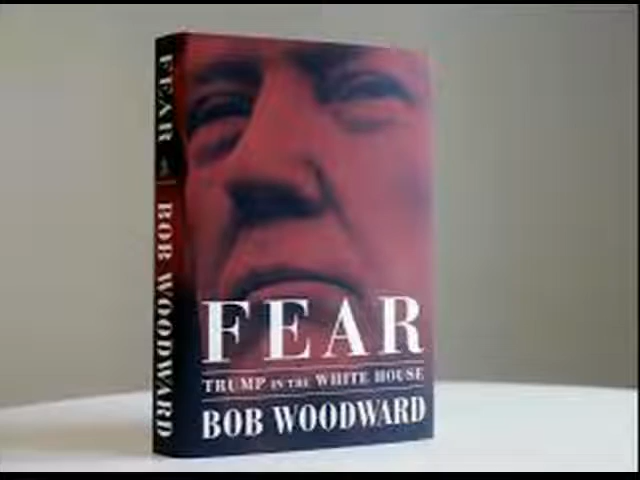 FEAR
BOB WOODWARD
FEAR
TRUMP IN THE WHITE HOUSE
BOB WOODWARD